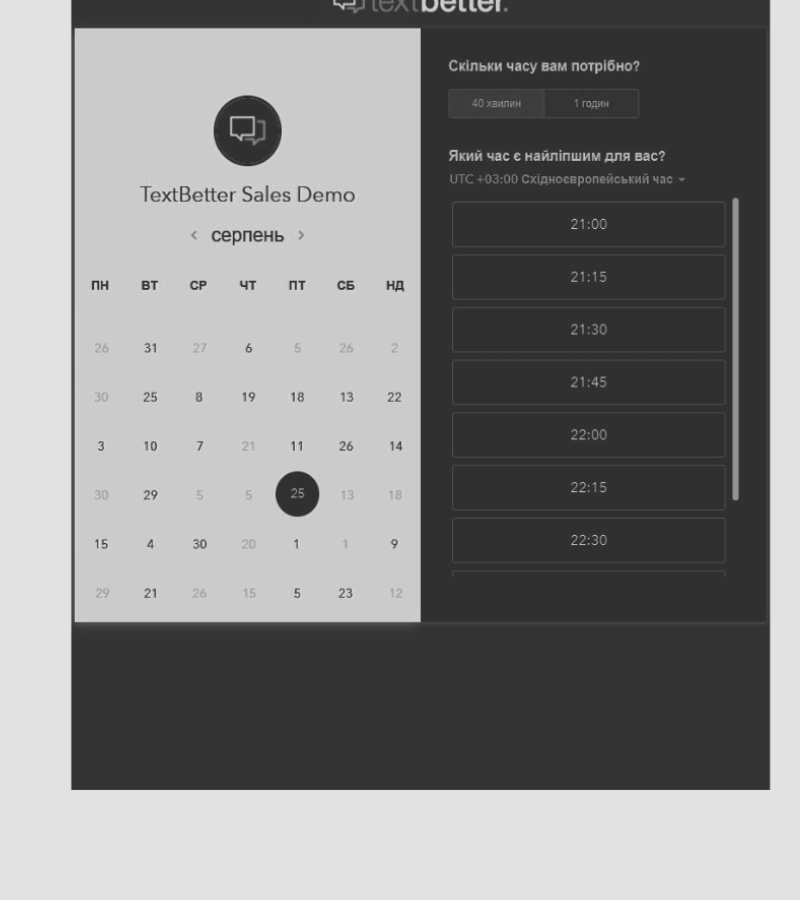 textbetter.
TextBetter Sales Demo
‹ серпень ›
ПН ВТ СР ЧТ ПТ СБ НД
26 31 27 6 5 26 2
30 25 8 19 18 13 22
3 10 7 21 11 26 14
30 29 5 5 25 13 18
15 4 30 20 1 1 9
29 21 26 15 5 23 12
Скільки часу вам потрібно?
40 хвилин 1 годин
Який час є найліпшим для вас?
UTC +03:00 Східноєвропейський час
21:00
21:15
21:30
21:45
22:00
22:15
22:30